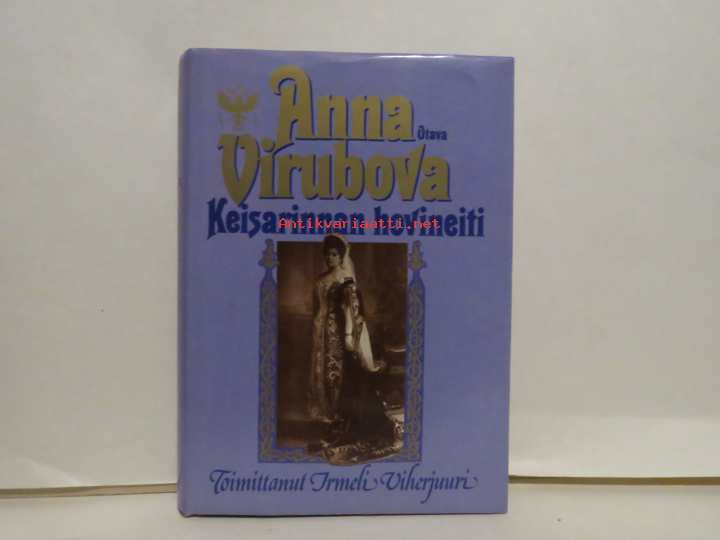 Anna
Otava
Virubova
Keisarinnan hovineiti
Antikvariaatti.net
Toimittanut Irmeli Viherjuuri